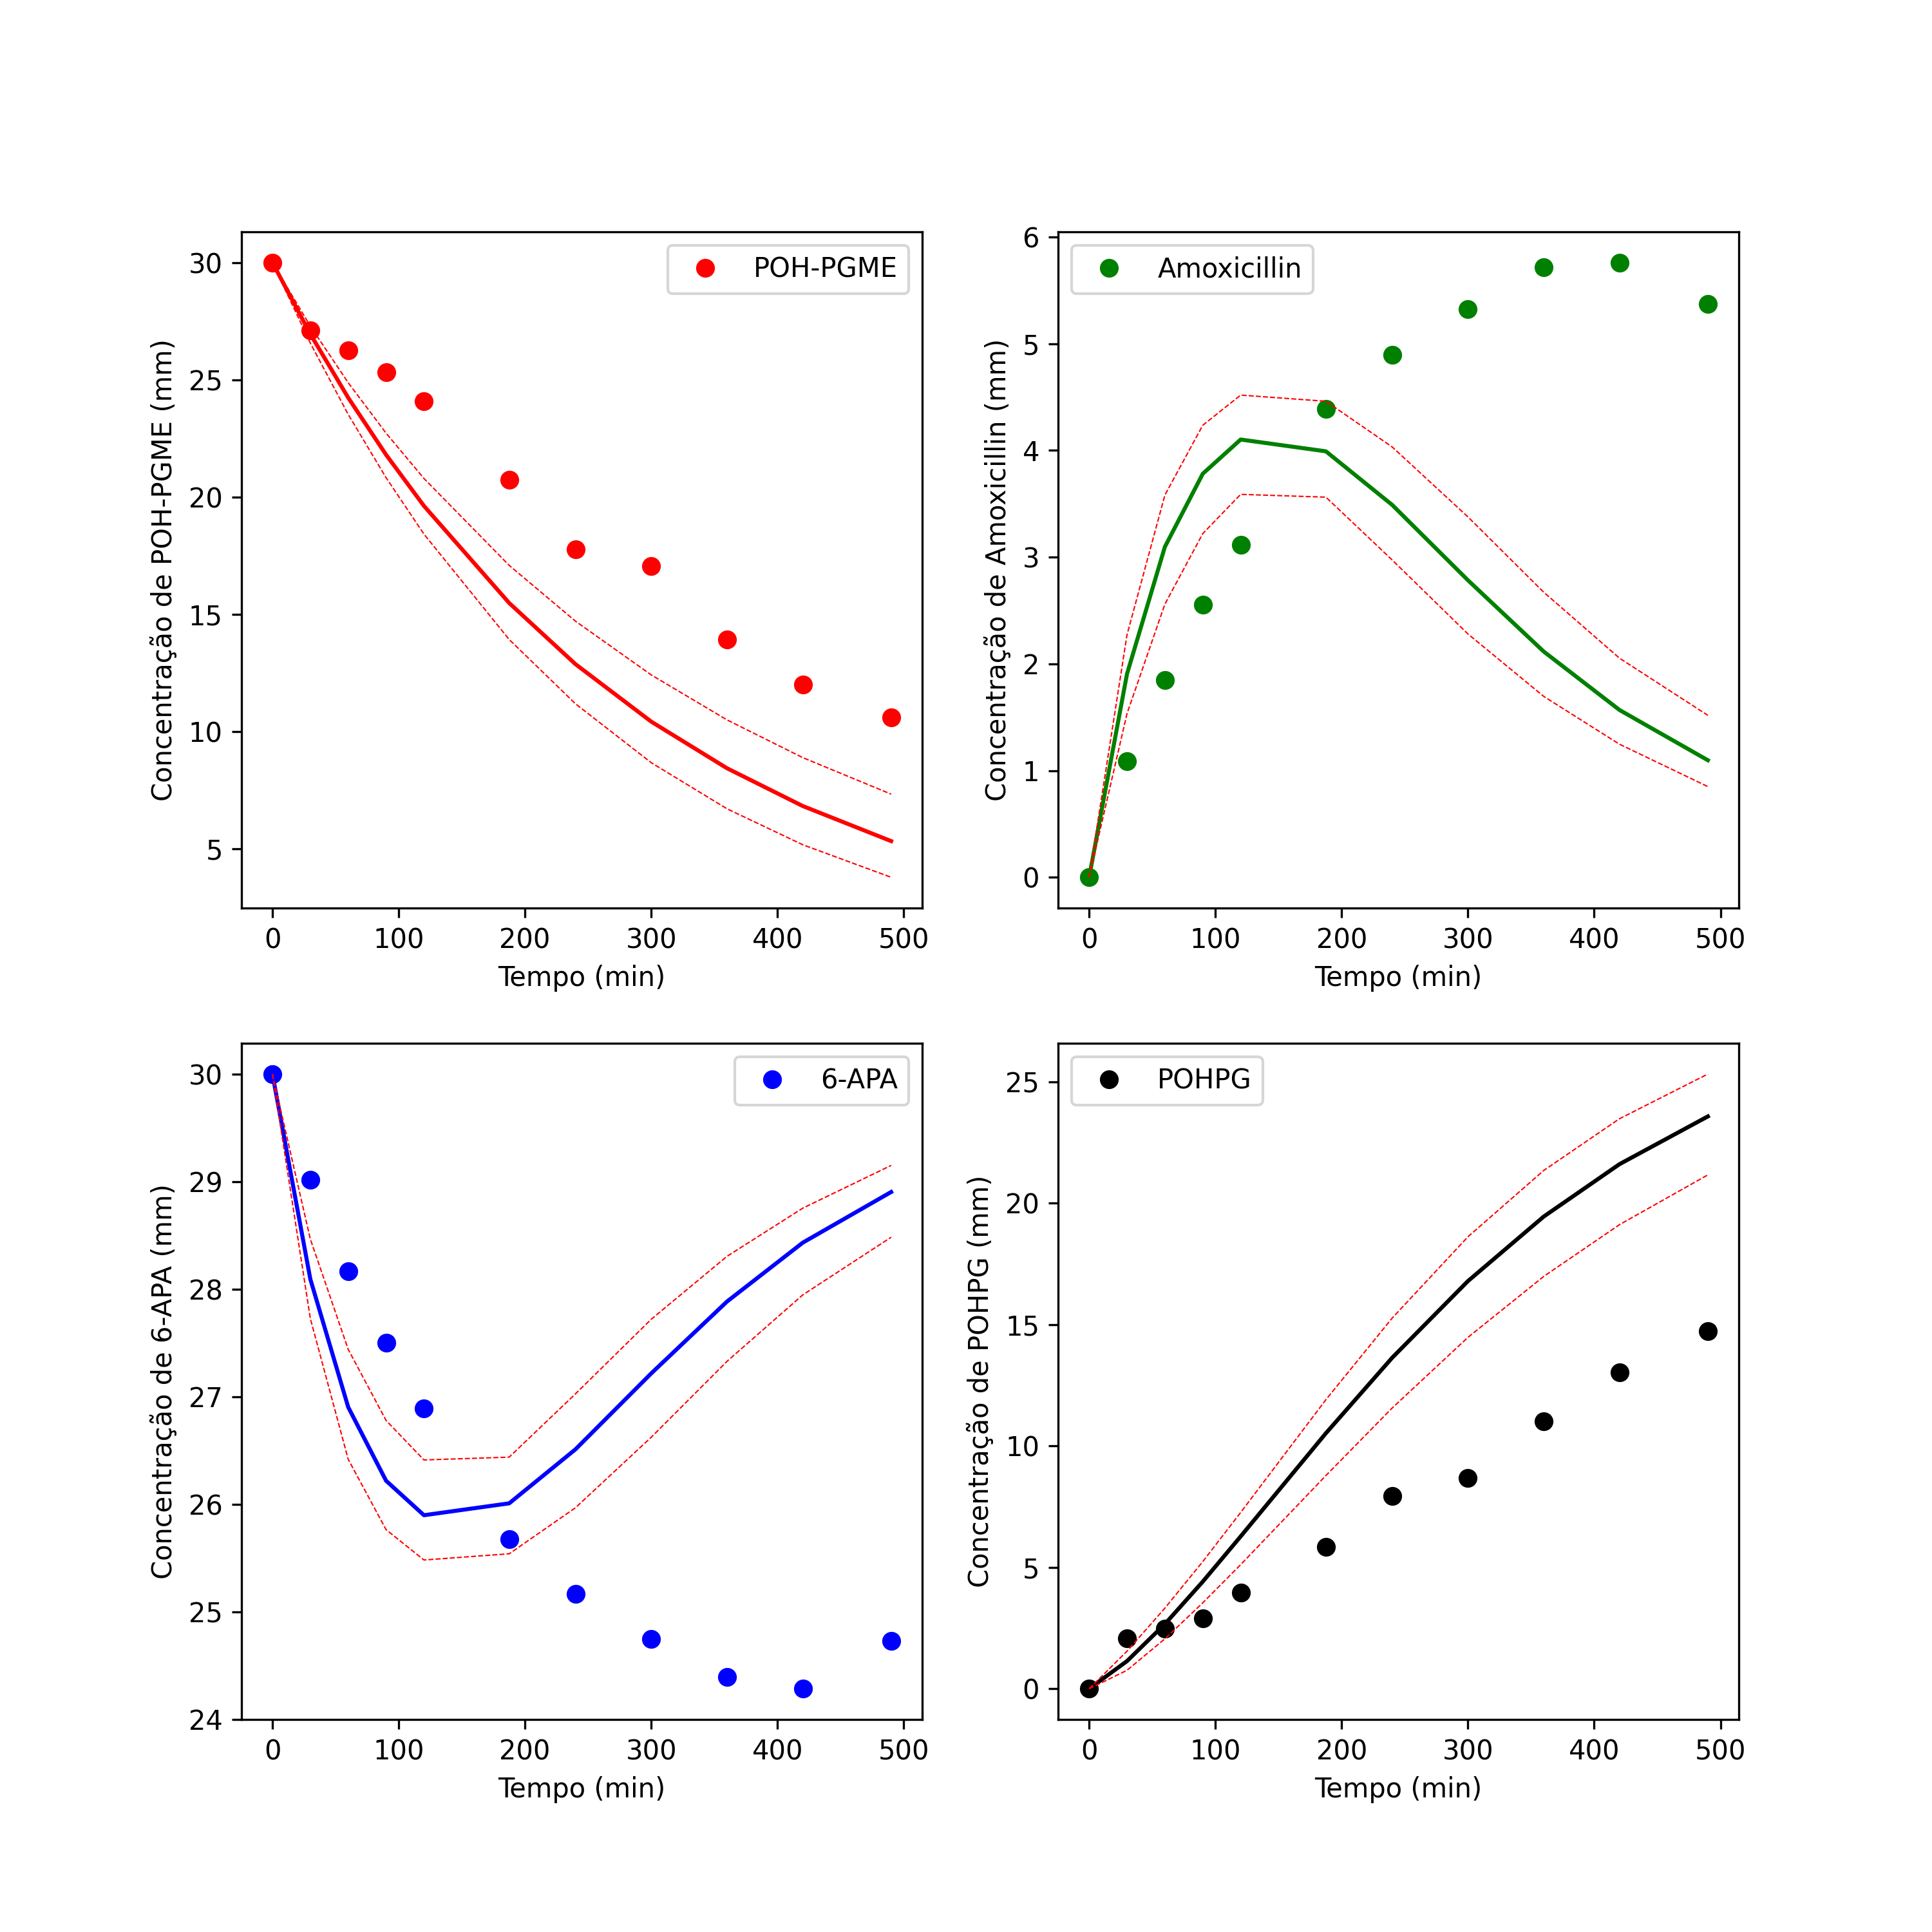 POH-PGME
30
25
20
15
10
5
Concentração de POH-PGME (mm)
0 100 200 300 400 500
Tempo (min)
Amoxicillin
6
5
4
3
2
1
0
Concentração de Amoxicillin (mm)
0 100 200 300 400 500
Tempo (min)
6-APA
30
29
28
27
26
25
24
Concentração de 6-APA (mm)
0 100 200 300 400 500
Tempo (min)
POHPG
25
20
15
10
5
0
Concentração de POHPG (mm)
0 100 200 300 400 500
Tempo (min)